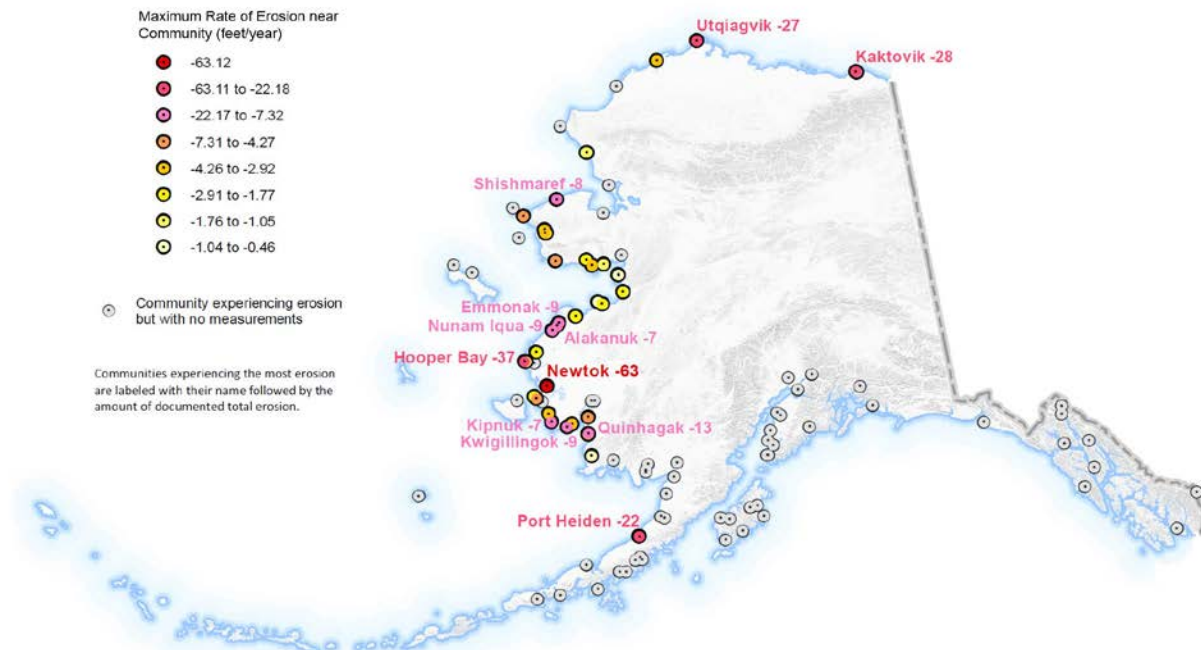 Maximum Rate of Erosion near
Community (feet/year)
-63.12
-63.11 to -22.18
-22.17 to -7.32
-7.31 to -4.27
-4.26 to -2.92
-2.91 to -1.77
-1.76 to -1.05
-1.04 to -0.46
Community experiencing erosion
but with no measurements
Communities experiencing the most erosion
are labeled with their name followed by the
amount of documented total erosion.
Utqiagvik -27
Kaktovik -28
Shishmaref -8
Emmonak -9
Nunam Iqua -9
Alakanuk -7
Hooper Bay -37
Newtok -63
Kipnuk -7
Quinhagak -13
Kwigillingok -9
Port Heiden -22